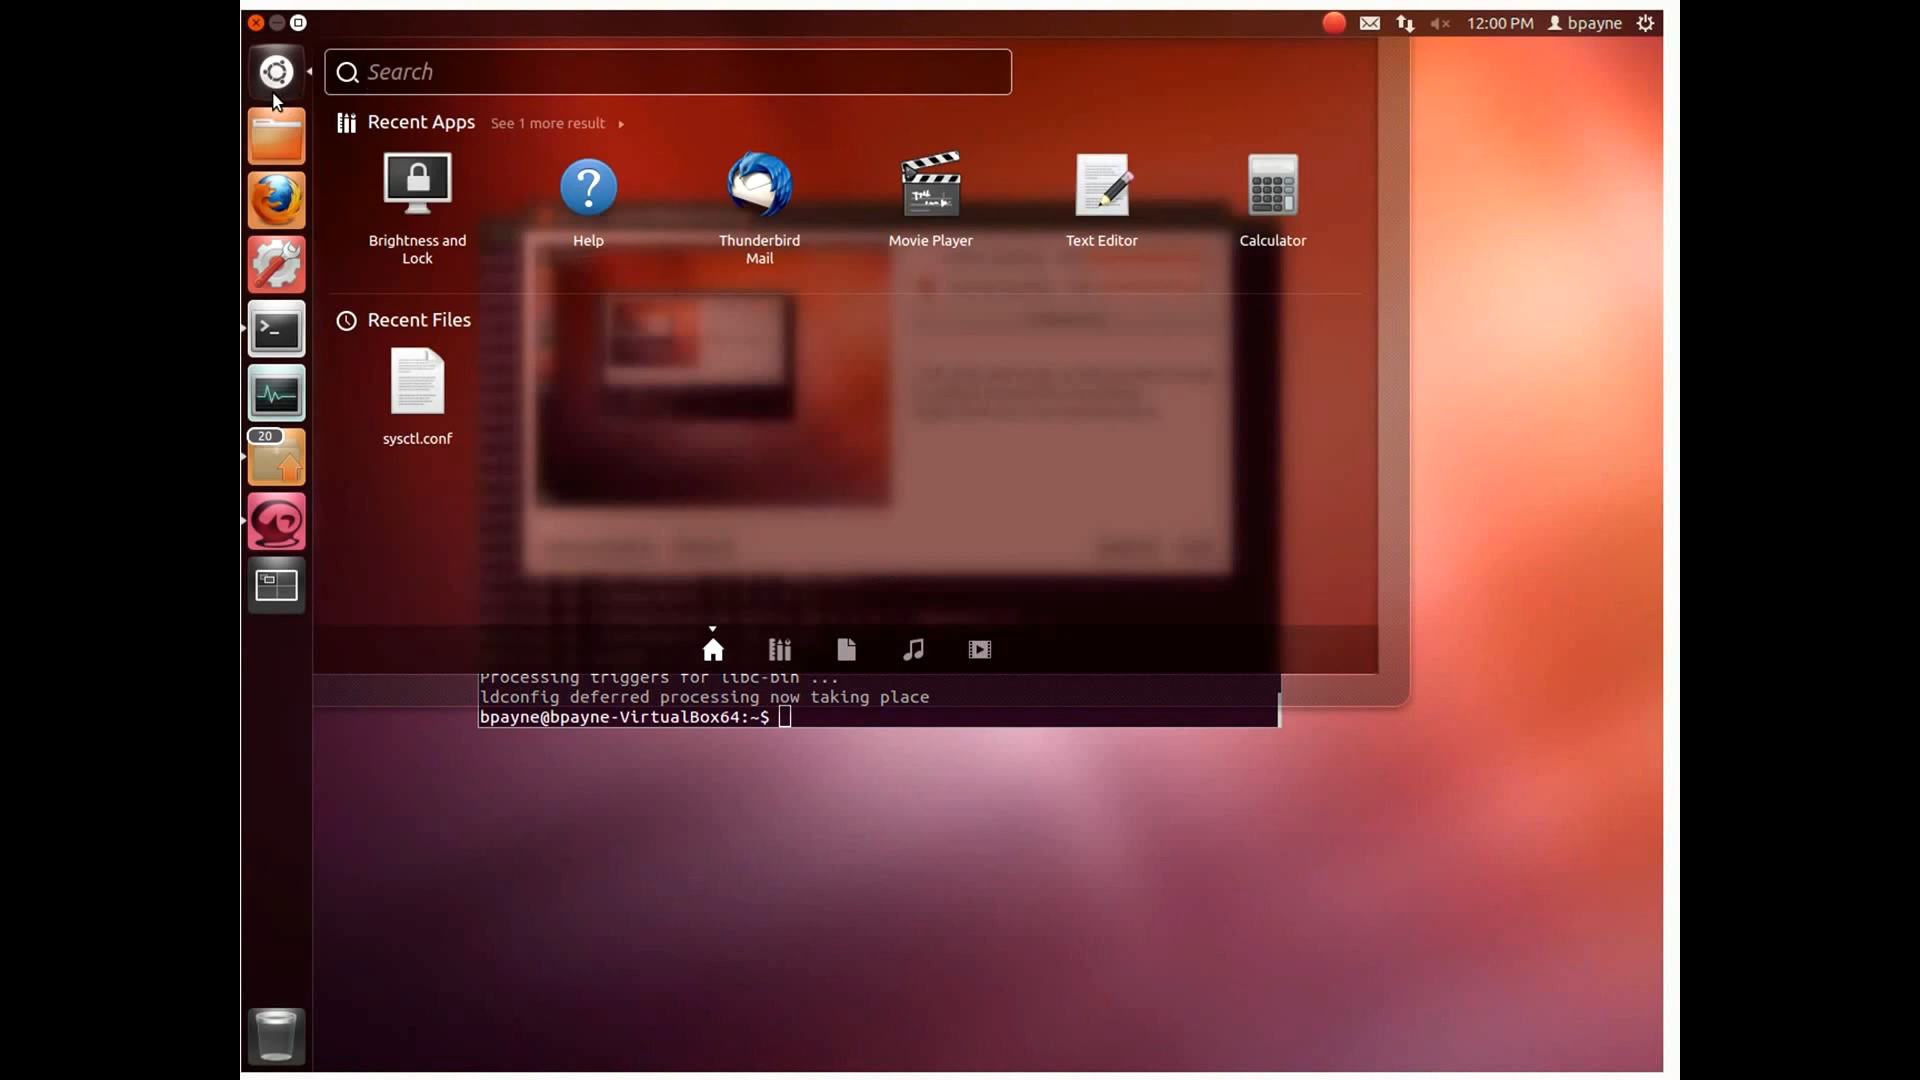 12:00 PM bpayne
Search
Recent Apps See 1 more result
Brightness and
Lock
Help
Thunderbird
Mail
Movie Player
Text Editor
Calculator
Recent Files
sysctl.conf
20
Processing triggers for libc-bin ...
ldconfig deferred processing now taking place
bpayne@bpayne-VirtualBox64:~$